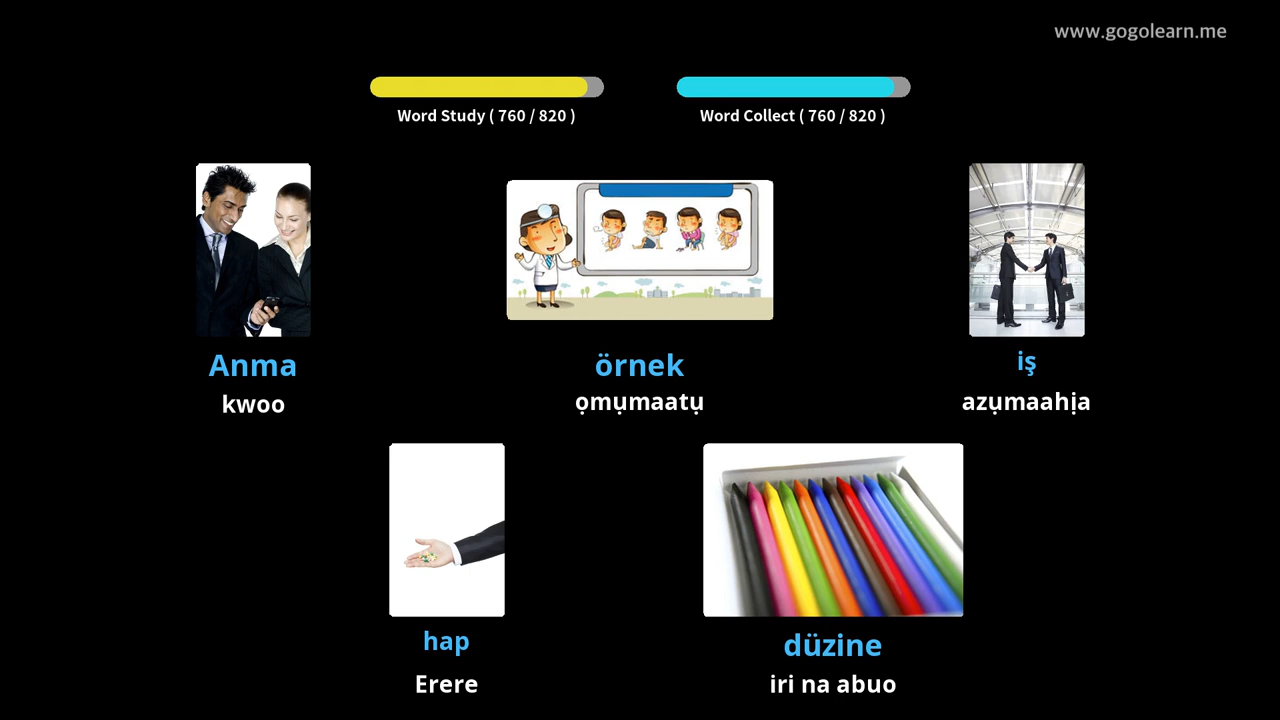 www.gogolearn.me
Word Study ( 760 / 820 )
Word Collect ( 760 / 820 )
Anma
kwoo
örnek
ọmụmaatụ
iş
azụmaahịa
hap
Erere
düzine
iri na abuo